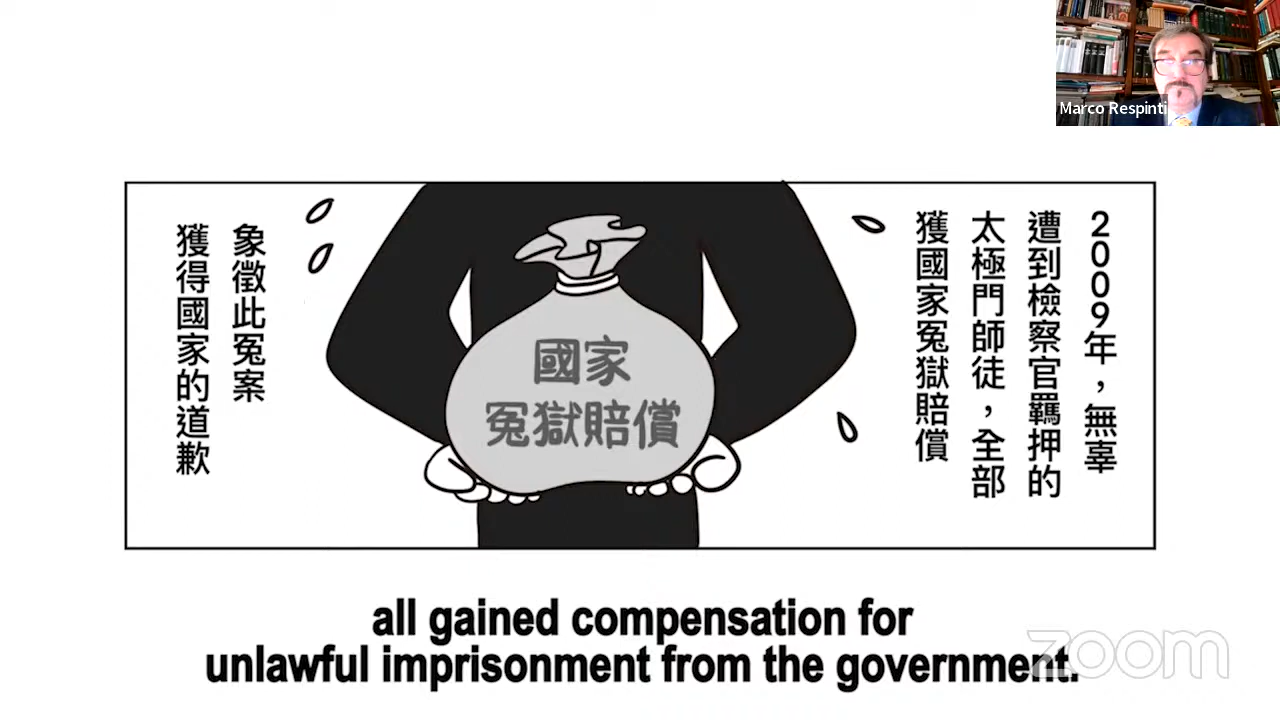 Marco Respinti
2009年，無辜
遭到檢察官羈押的
太極門師徒，全部
獲國家冤獄賠償
國家
冤獄賠償
象徵此冤案
獲得國家的道歉
all gained compensation for
unlawful imprisonment from the government.
zoom